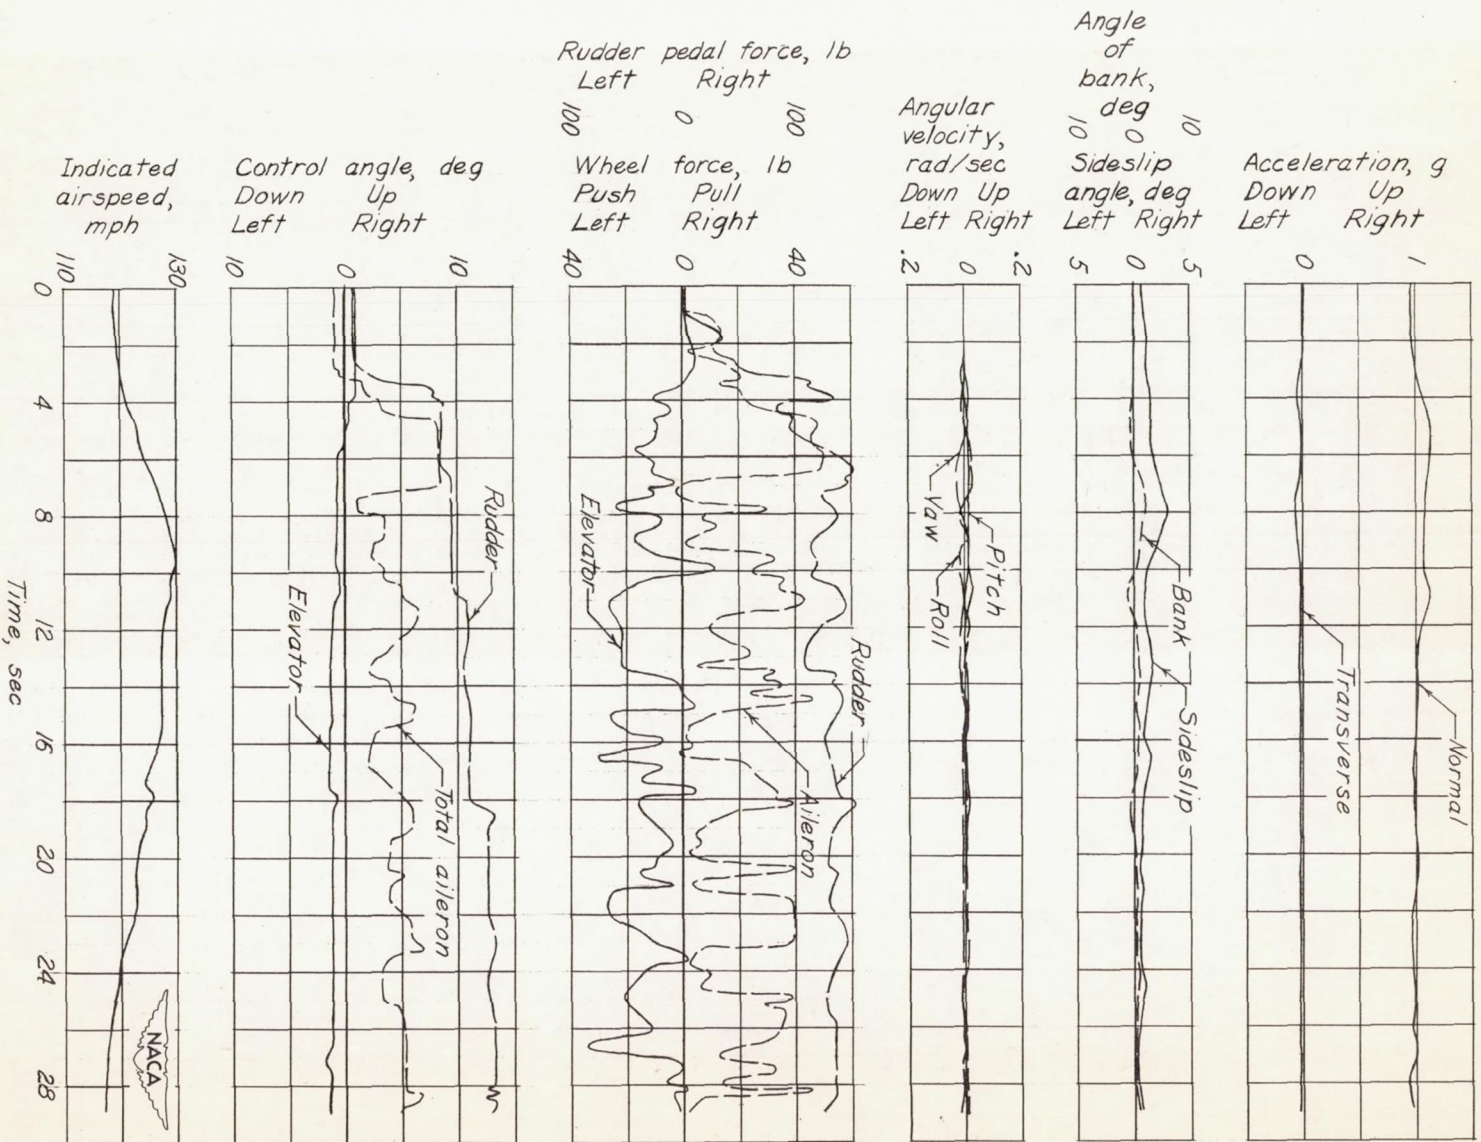 Angle
of
bank,
deg
10 0 10
Sideslip
angle, deg
Left Right
5 0 5
Rudder pedal force, lb
Left Right
100 0 100
Wheel force, lb
Push Pull
Left Right
40 0 40
Angular
velocity,
rad/sec
Down Up
Left Right
.2 0 .2
Acceleration, g
Down Up
Left Right
0 1
Indicated
airspeed,
mph
110 130
Control angle, deg
Down Up
Left Right
10 0 10
0
4
8
12
16
20
24
28
Time, sec
Rudder
Elevator
Total aileron
Elevator
Rudder
Aileron
Yaw
Pitch
Roll
Bank
Sideslip
Transverse
Normal
NACA